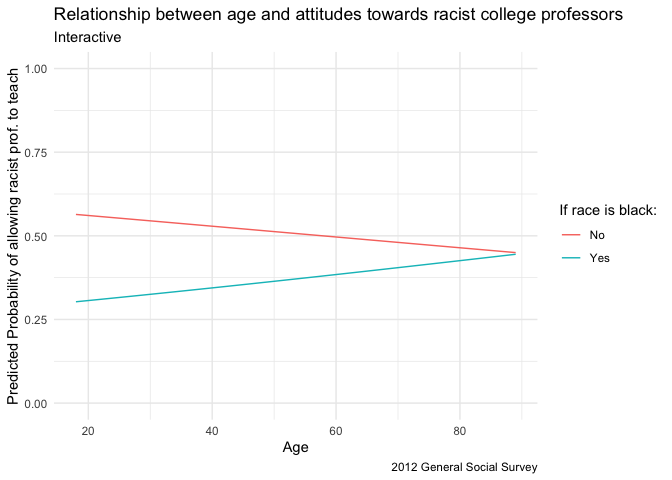 Relationship between age and attitudes towards racist college professors
Interactive
Predicted Probability of allowing racist prof. to teach
1.00
0.75
0.50
0.25
0.00
20 40 60 80
Age
If race is black:
No
Yes
2012 General Social Survey